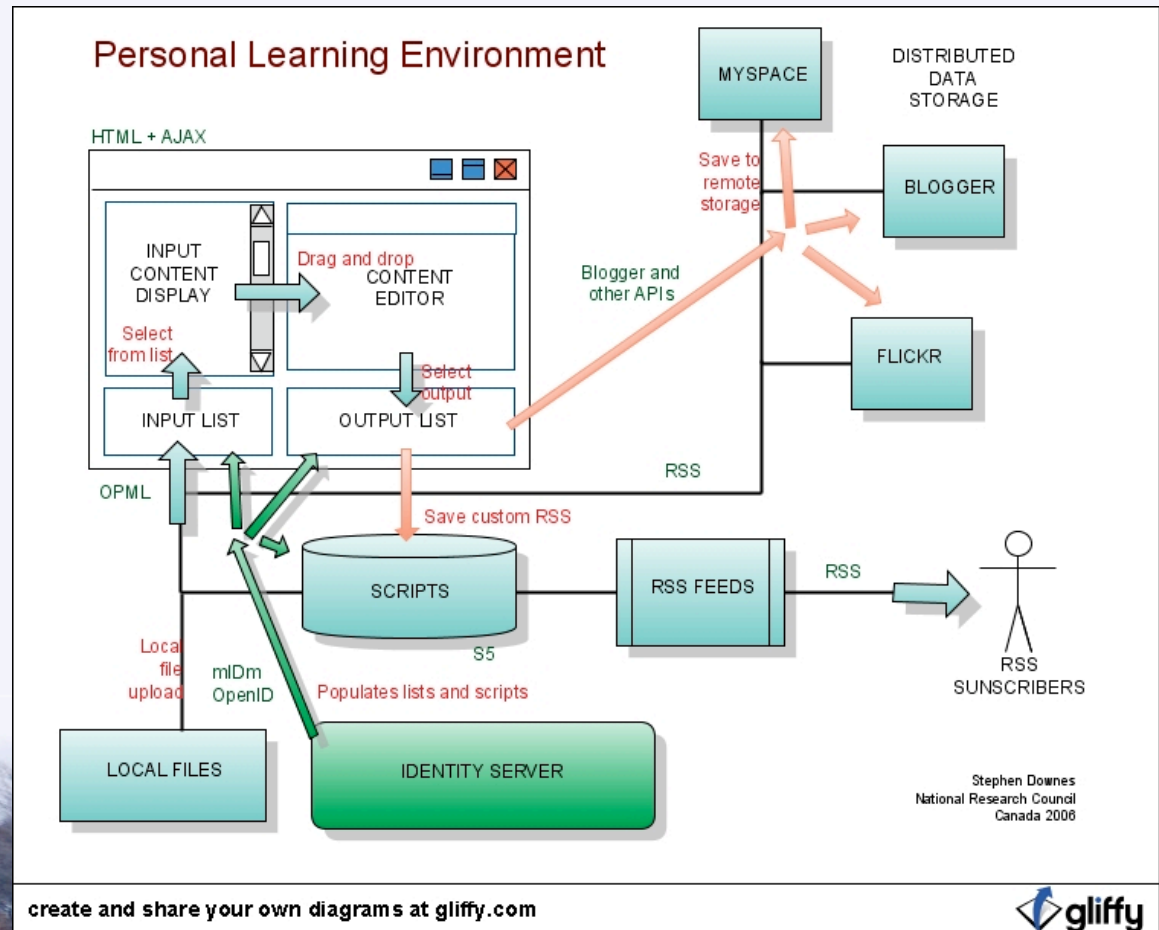 Personal Learning Environment
MYSPACE
DISTRIBUTED
DATA
STORAGE
HTML + AJAX
Save to
remote
storage
BLOGGER
INPUT
CONTENT
DISPLAY
Drag and drop
CONTENT
EDITOR
Blogger and
other APIs
Select
from list
FLICKR
Select
output
INPUT LIST
OUTPUT LIST
OPML
RSS
Save custom RSS
SCRIPTS
RSS FEEDS
RSS
S5
Local
file
upload
mIDm
OpenID
Populates lists and scripts
RSS
SUNSCRIBERS
LOCAL FILES
IDENTITY SERVER
Stephen Downes
National Research Council
Canada 2006
create and share your own diagrams at gliffy.com
gliffy